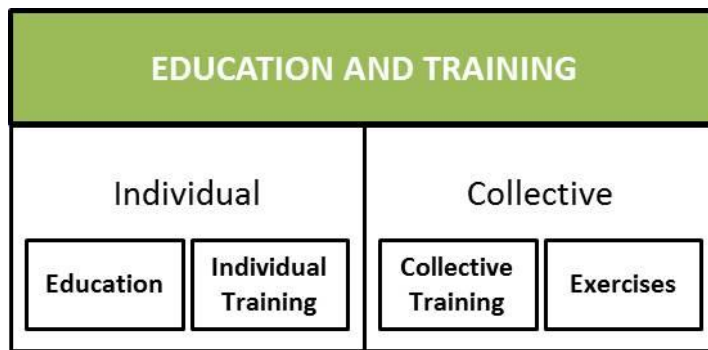 EDUCATION AND TRAINING
Individual
Collective
Education
Individual
Training
Collective
Training
Exercises